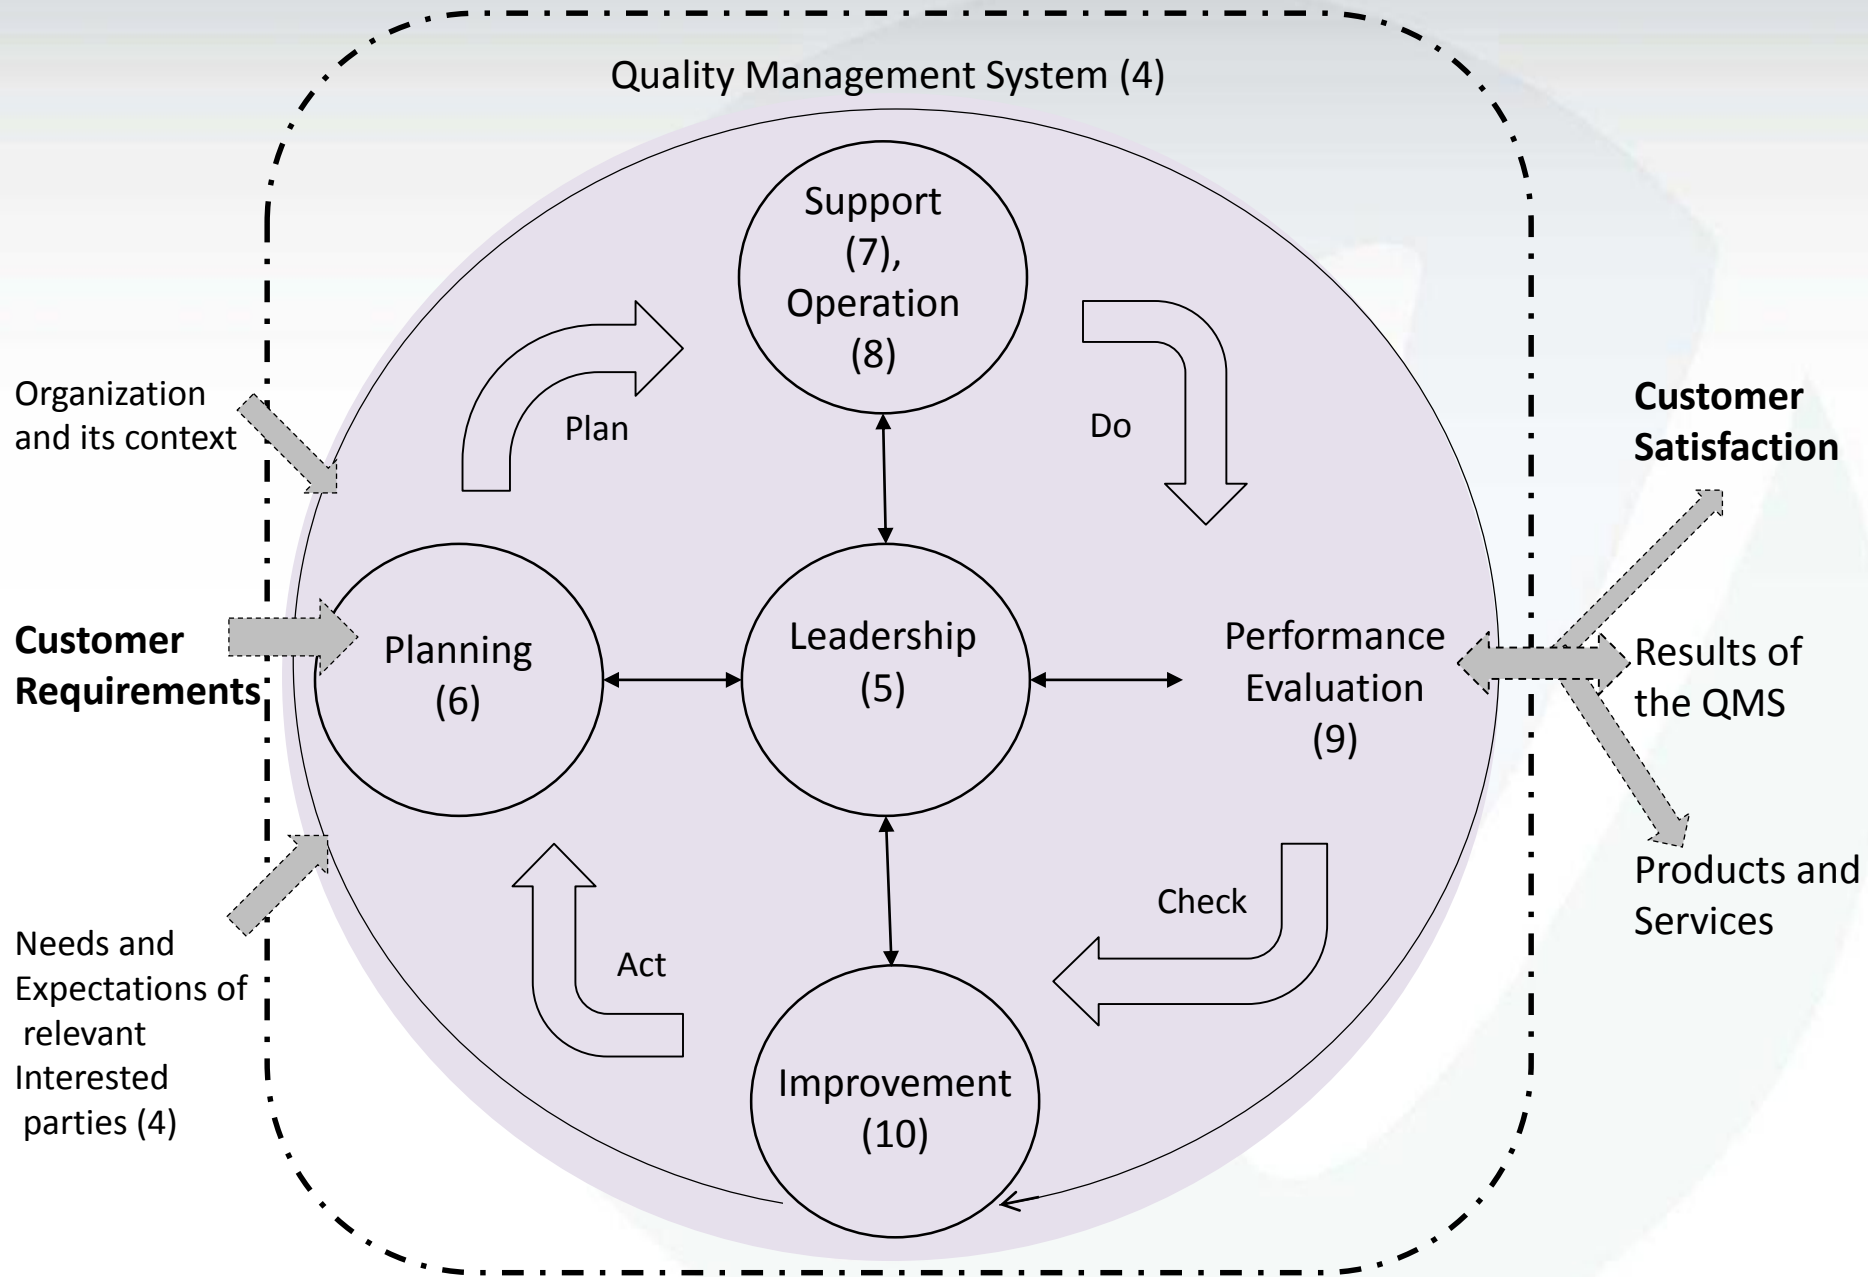 Quality Management System (4)
Support
(7),
Operation
(8)
Plan
Do
Organization
and its context
Customer
Requirements
Needs and
Expectations of
relevant
Interested
parties (4)
Planning
(6)
Leadership
(5)
Performance
Evaluation
(9)
Act
Check
Improvement
(10)
Customer
Satisfaction
Results of
the QMS
Products and
Services